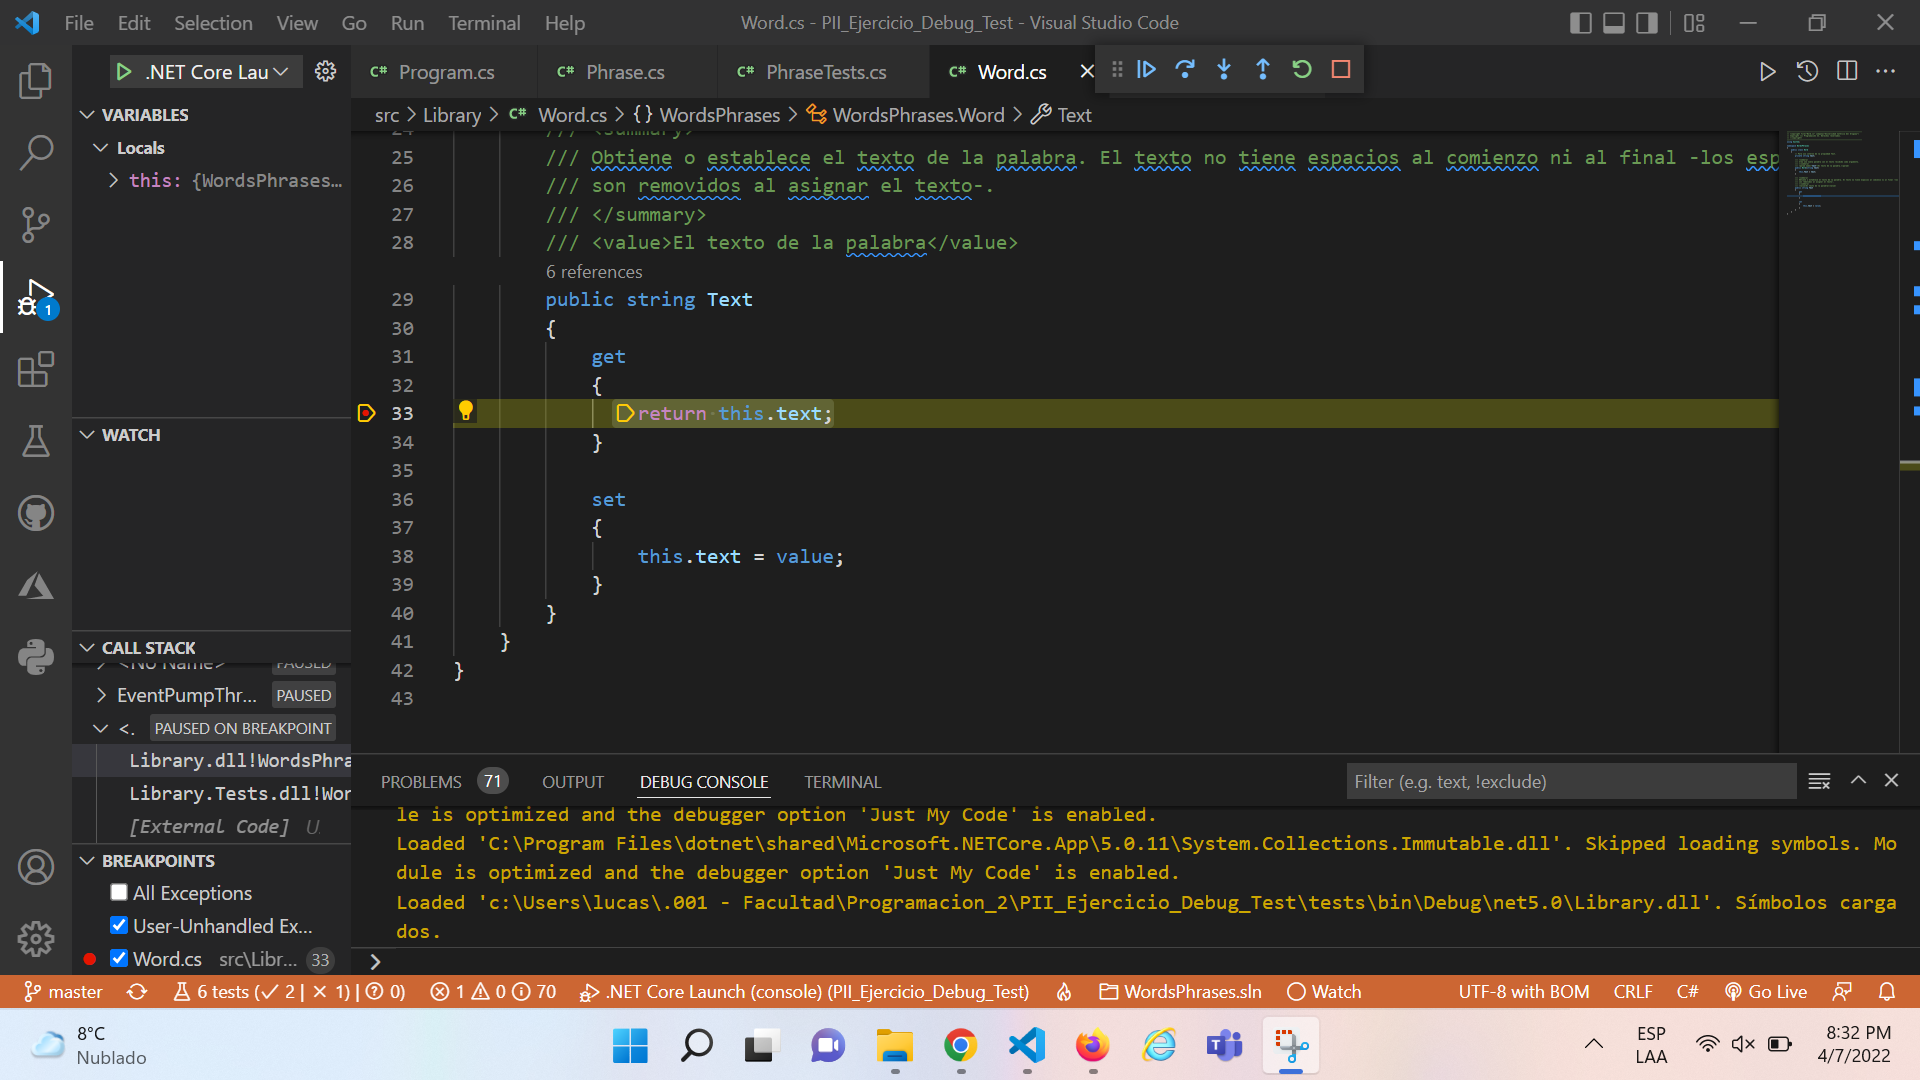 File Edit Selection View Go Run Terminal Help
Word.cs - PII_Ejercicio_Debug_Test - Visual Studio Code
.NET Core Lau
Program.cs
Phrase.cs
PhraseTests.cs
Word.cs
src > Library > Word.cs > {} WordsPhrases > WordsPhrases.Word > Text
VARIABLES
Locals
this: {WordsPhrases...
WATCH
CALL STACK
<No Name> PAUSED
EventPumpThr... PAUSED
<. PAUSED ON BREAKPOINT
Library.dll!WordsPhra
Library.Tests.dll!Wor
[External Code] U
BREAKPOINTS
All Exceptions
User-Unhandled Ex...
Word.cs src\Libr... 33
1
24 /// <summary>
25 /// Obtiene o establece el texto de la palabra. El texto no tiene espacios al comienzo ni al final -los esp
26 /// son removidos al asignar el texto-.
27 /// </summary>
28 /// <value>El texto de la palabra</value>
6 references
29 public string Text
30 {
31 get
32 {
33 return this.text;
34 }
35
36 set
37 {
38 this.text = value;
39 }
40 }
41 }
42 }
43
PROBLEMS 71 OUTPUT DEBUG CONSOLE TERMINAL
Filter (e.g. text, !exclude)
le is optimized and the debugger option 'Just My Code' is enabled.
Loaded 'C:\Program Files\dotnet\shared\Microsoft.NETCore.App\5.0.11\System.Collections.Immutable.dll'. Skipped loading symbols. Mo
dule is optimized and the debugger option 'Just My Code' is enabled.
Loaded 'c:\Users\lucas\.001 - Facultad\Programacion_2\PII_Ejercicio_Debug_Test\tests\bin\Debug\net5.0\Library.dll'. Símbolos carga
dos.
>
master 6 tests (✓ 2 | × 1) | ? 0) 1 0 70 .NET Core Launch (console) (PII_Ejercicio_Debug_Test) WordsPhrases.sln Watch UTF-8 with BOM CRLF C# Go Live
8°C
Nublado
ESP
LAA
8:32 PM
4/7/2022